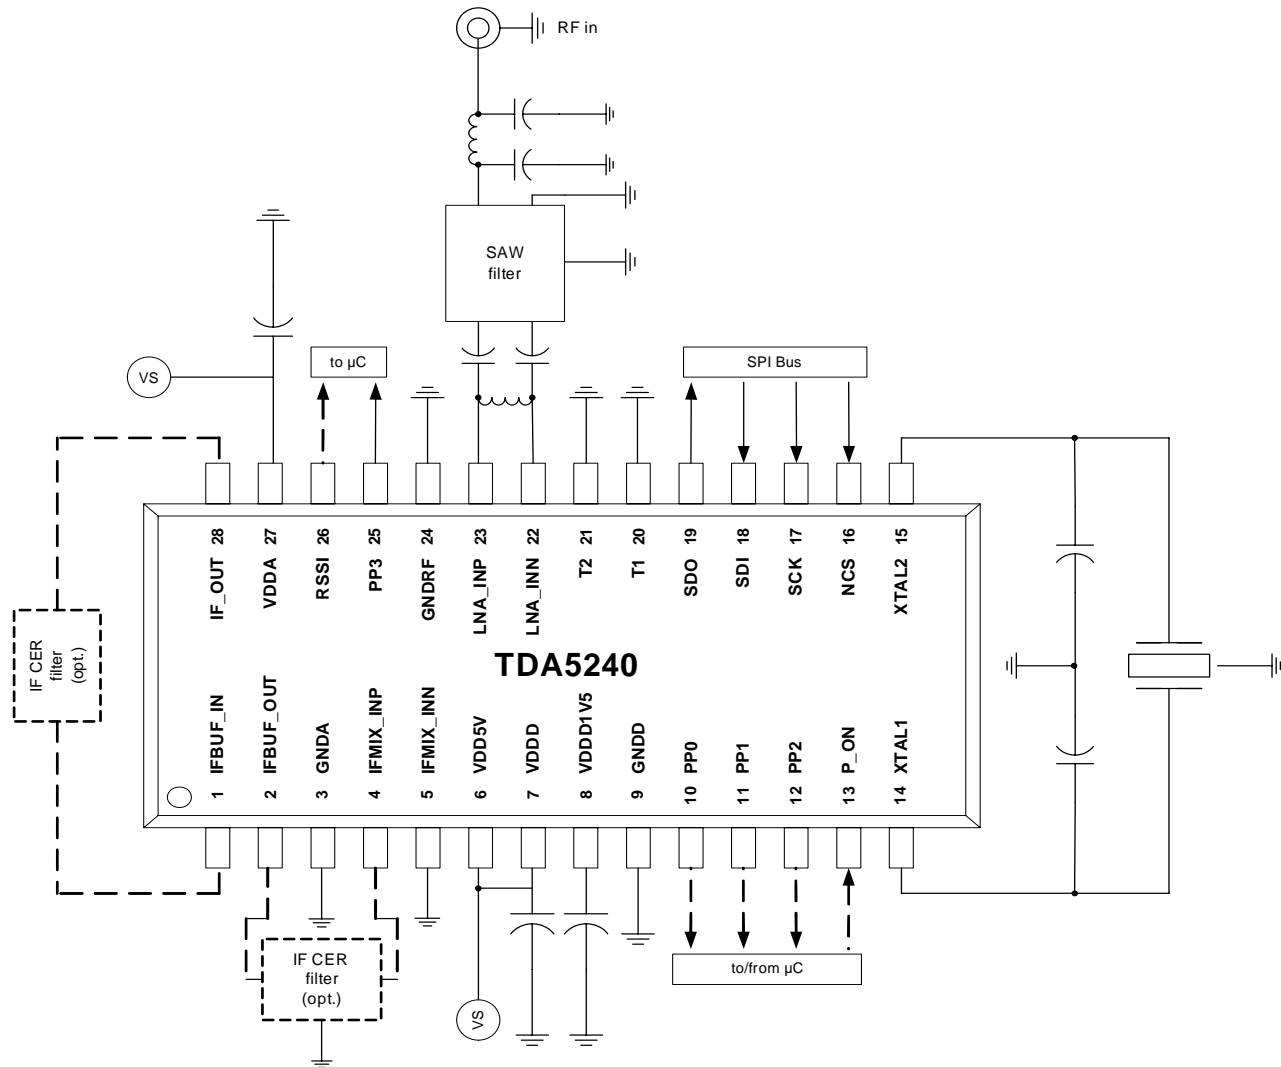 RF in
SAW
filter
VS
to µC
SPI Bus
28
27
26
25
24
23
22
21
20
19
18
17
16
15
IF_OUT
VDDA
RSSI
PP3
GNDRF
LNA_INP
LNA_INN
T2
T1
SDO
SDI
SCK
NCS
XTAL2
IF CER
filter
(opt.)
TDA5240
IFBUF_IN
IFBUF_OUT
GNDA
IFMIX_INP
IFMIX_INN
VDD5V
VDDD
VDDD1V5
GNDD
PP0
PP1
PP2
P_ON
XTAL1
1
2
3
4
5
6
7
8
9
10
11
12
13
14
IF CER
filter
(opt.)
to/from µC
VS